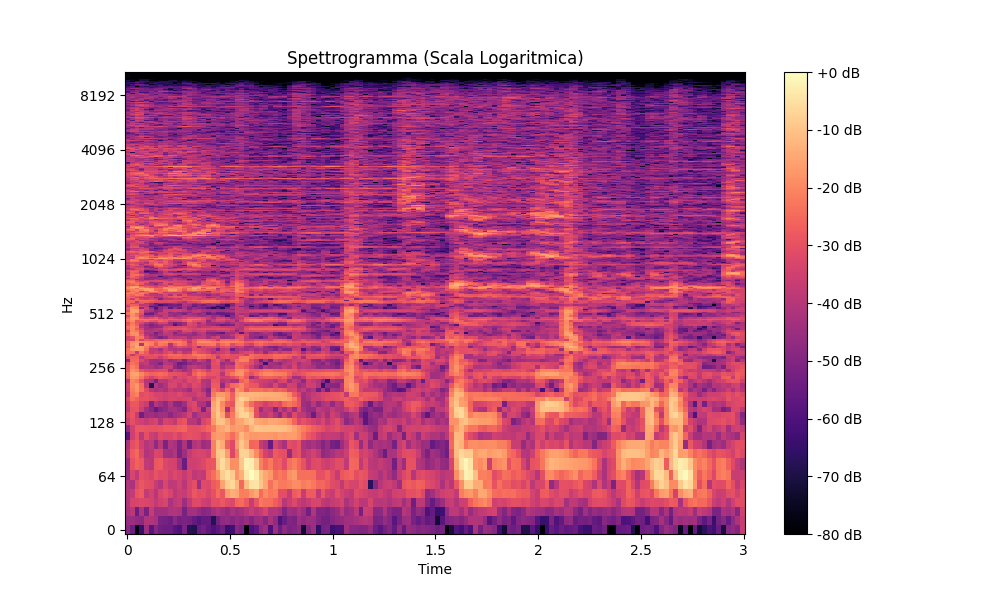 Spettrogramma (Scala Logaritmica)
Hz
8192
4096
2048
1024
512
256
128
64
0
0 0.5 1 1.5 2 2.5 3
Time
+0 dB
-10 dB
-20 dB
-30 dB
-40 dB
-50 dB
-60 dB
-70 dB
-80 dB